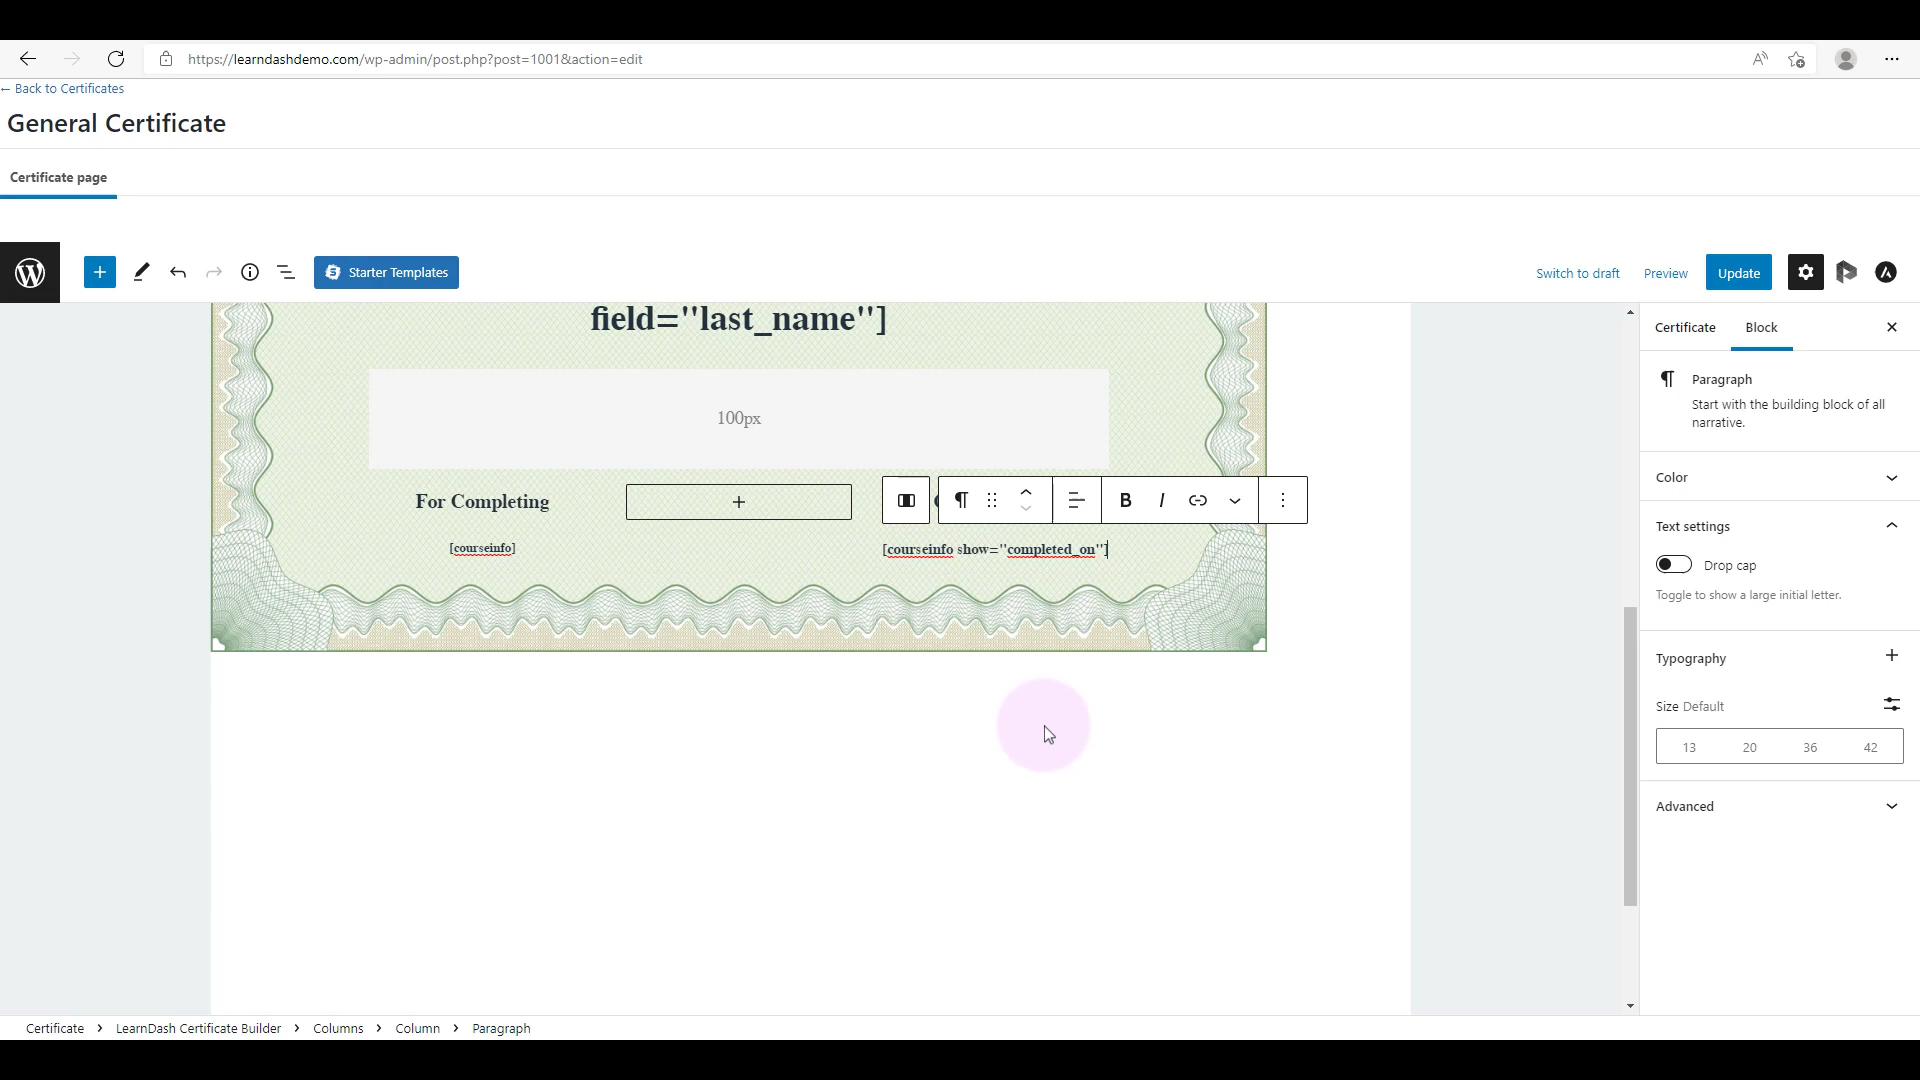 https://learndashdemo.com/wp-admin/post.php?post=1001&action=edit
← Back to Certificates
General Certificate
Certificate page
Starter Templates
Switch to draft
Preview
Update
field="last_name"]
100px
For Completing
[courseinfo]
[courseinfo show="completed_on"]
Certificate
Block
Paragraph
Start with the building block of all
narrative.
Color
Text settings
Drop cap
Toggle to show a large initial letter.
Typography
Size Default
13 20 36 42
Advanced
Certificate > LearnDash Certificate Builder > Columns > Column > Paragraph